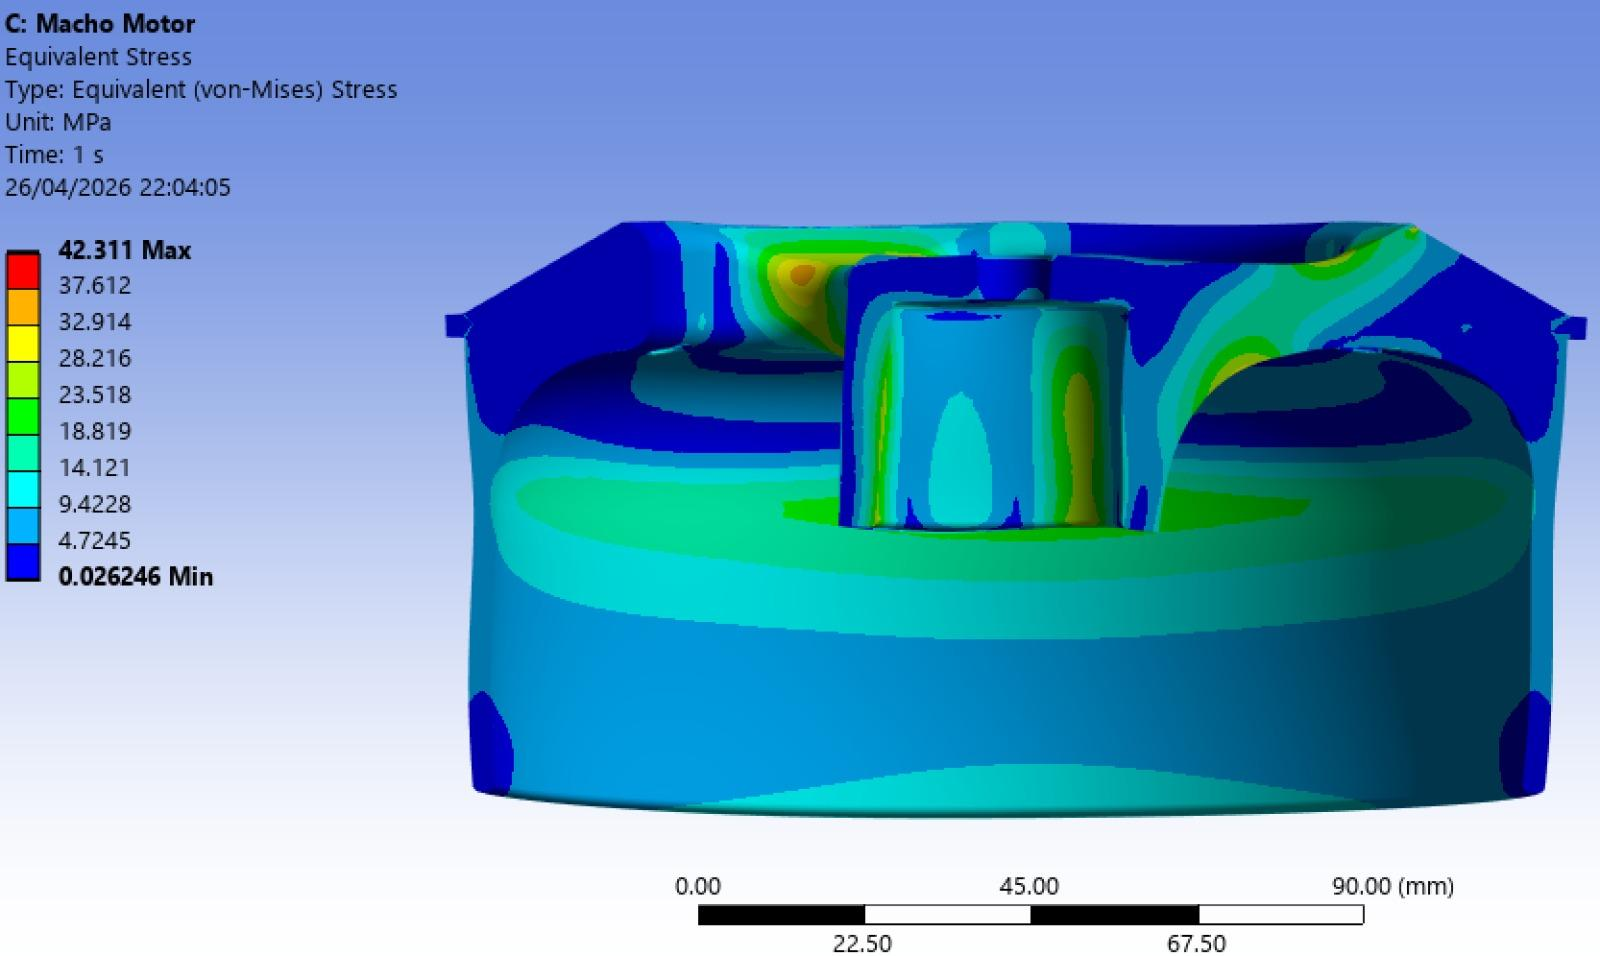 C: Macho Motor
Equivalent Stress
Type: Equivalent (von-Mises) Stress
Unit: MPa
Time: 1 s
26/04/2026 22:04:05
42.311 Max
37.612
32.914
28.216
23.518
18.819
14.121
9.4228
4.7245
0.026246 Min
0.00
45.00
90.00 (mm)
22.50
67.50